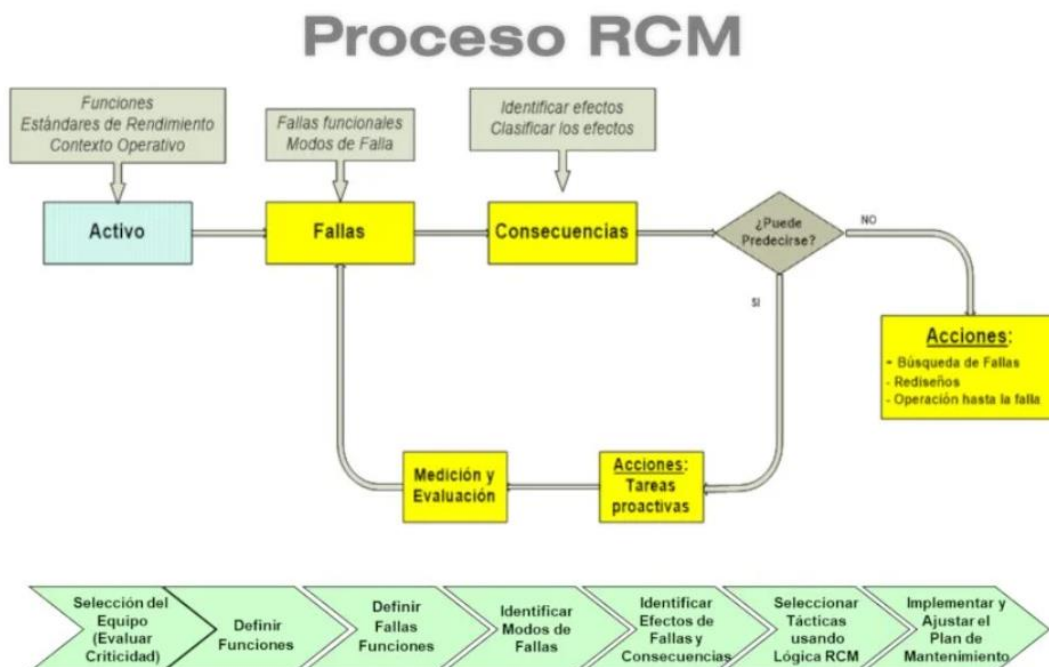 Proceso RCM
Funciones
Estándares de Rendimiento
Contexto Operativo
Fallas funcionales
Modos de Falla
Identificar efectos
Clasificar los efectos
Activo
Fallas
Consecuencias
¿Puede
Predecirse?
NO
SI
Acciones:
- Búsqueda de Fallas
- Rediseños
- Operación hasta la falla
Medición y
Evaluación
Acciones:
Tareas
proactivas
Selección del
Equipo
(Evaluar
Criticidad)
Definir
Funciones
Definir
Fallas
Funciones
Identificar
Modos de
Fallas
Identificar
Efectos de
Fallas y
Consecuencias
Seleccionar
Tácticas
usando
Lógica RCM
Implementar y
Ajustar el
Plan de
Mantenimiento